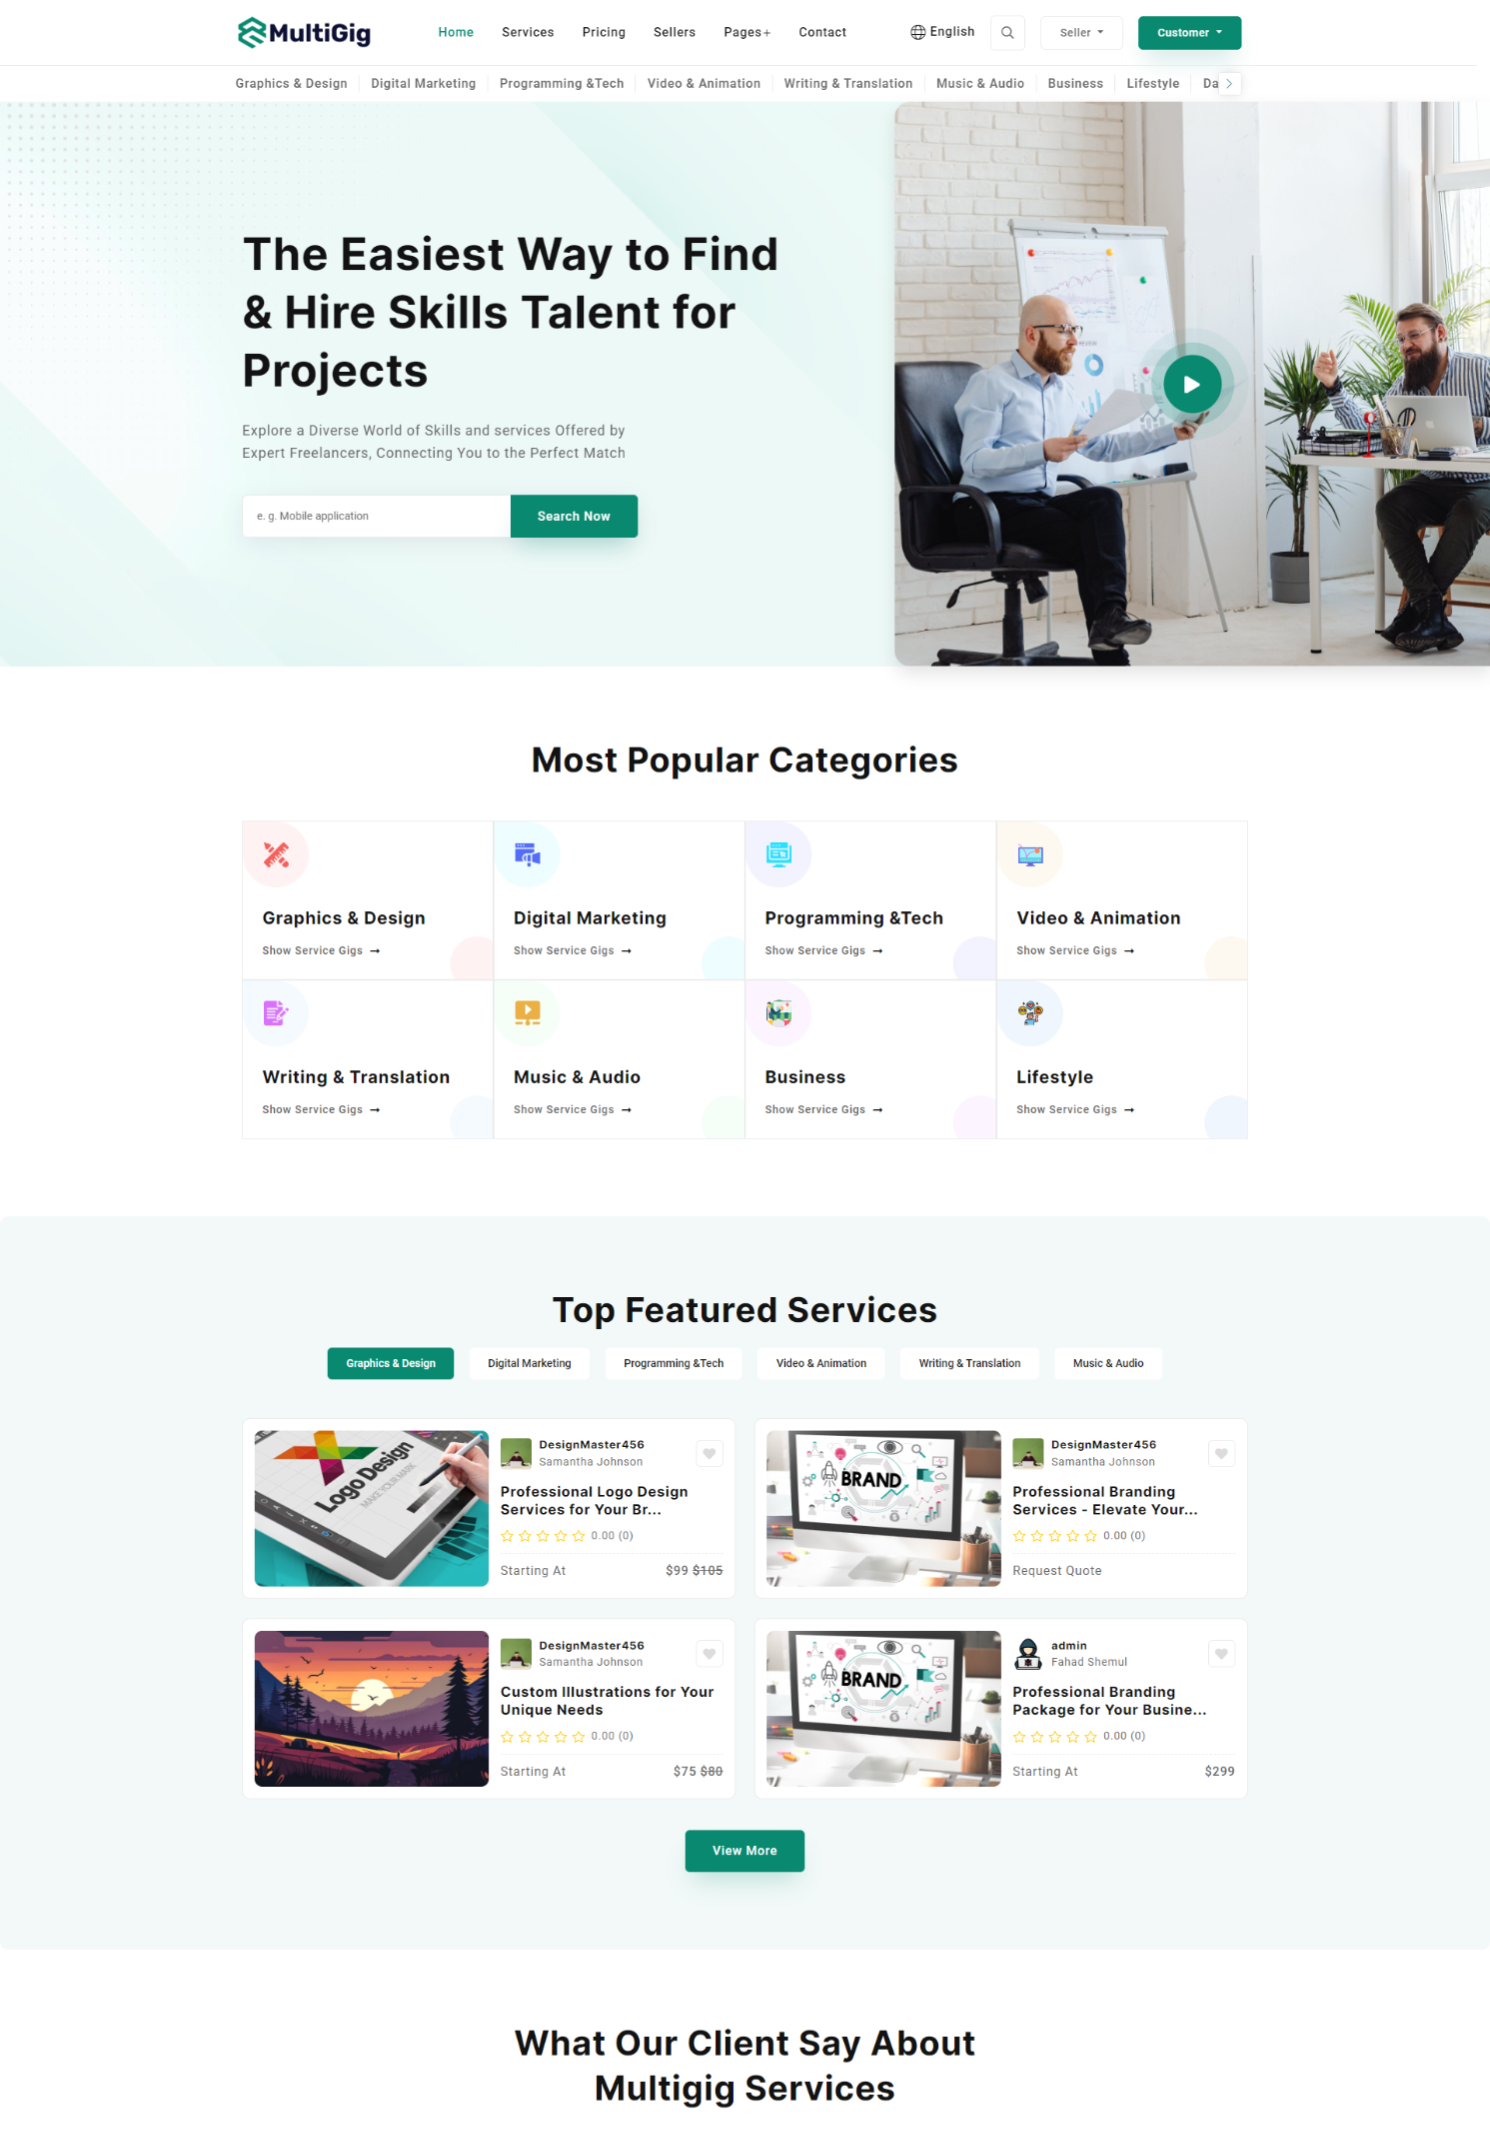 MultiGig
Home Services Pricing Sellers Pages+ Contact
English
Seller
Customer
Graphics & Design Digital Marketing Programming &Tech Video & Animation Writing & Translation Music & Audio Business Lifestyle Da
The Easiest Way to Find
& Hire Skills Talent for
Projects
Explore a Diverse World of Skills and services Offered by
Expert Freelancers, Connecting You to the Perfect Match
e. g. Mobile application
Search Now
Most Popular Categories
Graphics & Design
Show Service Gigs →
Digital Marketing
Show Service Gigs →
Programming &Tech
Show Service Gigs →
Video & Animation
Show Service Gigs →
Writing & Translation
Show Service Gigs →
Music & Audio
Show Service Gigs →
Business
Show Service Gigs →
Lifestyle
Show Service Gigs →
Top Featured Services
Graphics & Design Digital Marketing Programming &Tech Video & Animation Writing & Translation Music & Audio
Logo Design
MAKE YOUR MARK
DesignMaster456
Samantha Johnson
Professional Logo Design
Services for Your Br...
0.00 (0)
Starting At $99 $105
BRAND
DesignMaster456
Samantha Johnson
Professional Branding
Services - Elevate Your...
0.00 (0)
Request Quote
DesignMaster456
Samantha Johnson
Custom Illustrations for Your
Unique Needs
0.00 (0)
Starting At $75 $80
BRAND
admin
Fahad Shemul
Professional Branding
Package for Your Busine...
0.00 (0)
Starting At $299
View More
What Our Client Say About
Multigig Services